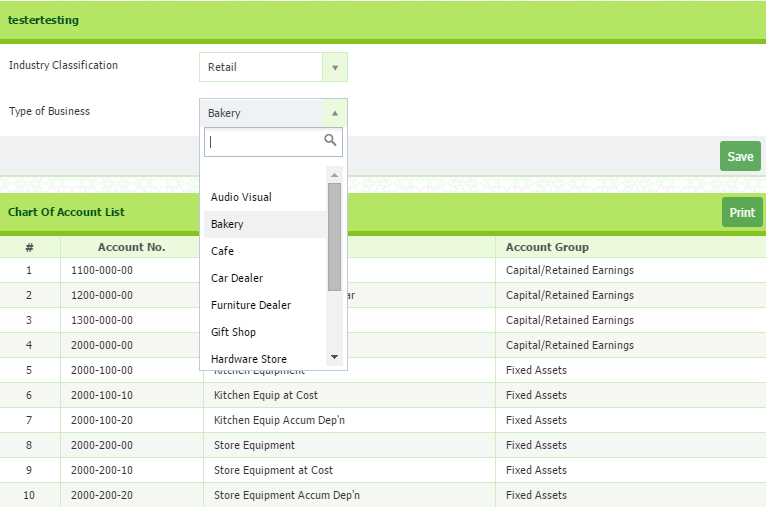 testertesting
Industry Classification Retail
Type of Business Bakery
Save
Audio Visual
Bakery
Cafe
Car Dealer
Furniture Dealer
Gift Shop
Hardware Store
Chart Of Account List Print
# Account No. Account Group
1 1100-000-00 Capital/Retained Earnings
2 1200-000-00 ar Capital/Retained Earnings
3 1300-000-00 Capital/Retained Earnings
4 2000-000-00 Capital/Retained Earnings
5 2000-100-00 Kitchen Equipment Fixed Assets
6 2000-100-10 Kitchen Equip at Cost Fixed Assets
7 2000-100-20 Kitchen Equip Accum Dep'n Fixed Assets
8 2000-200-00 Store Equipment Fixed Assets
9 2000-200-10 Store Equipment at Cost Fixed Assets
10 2000-200-20 Store Equipment Accum Dep'n Fixed Assets